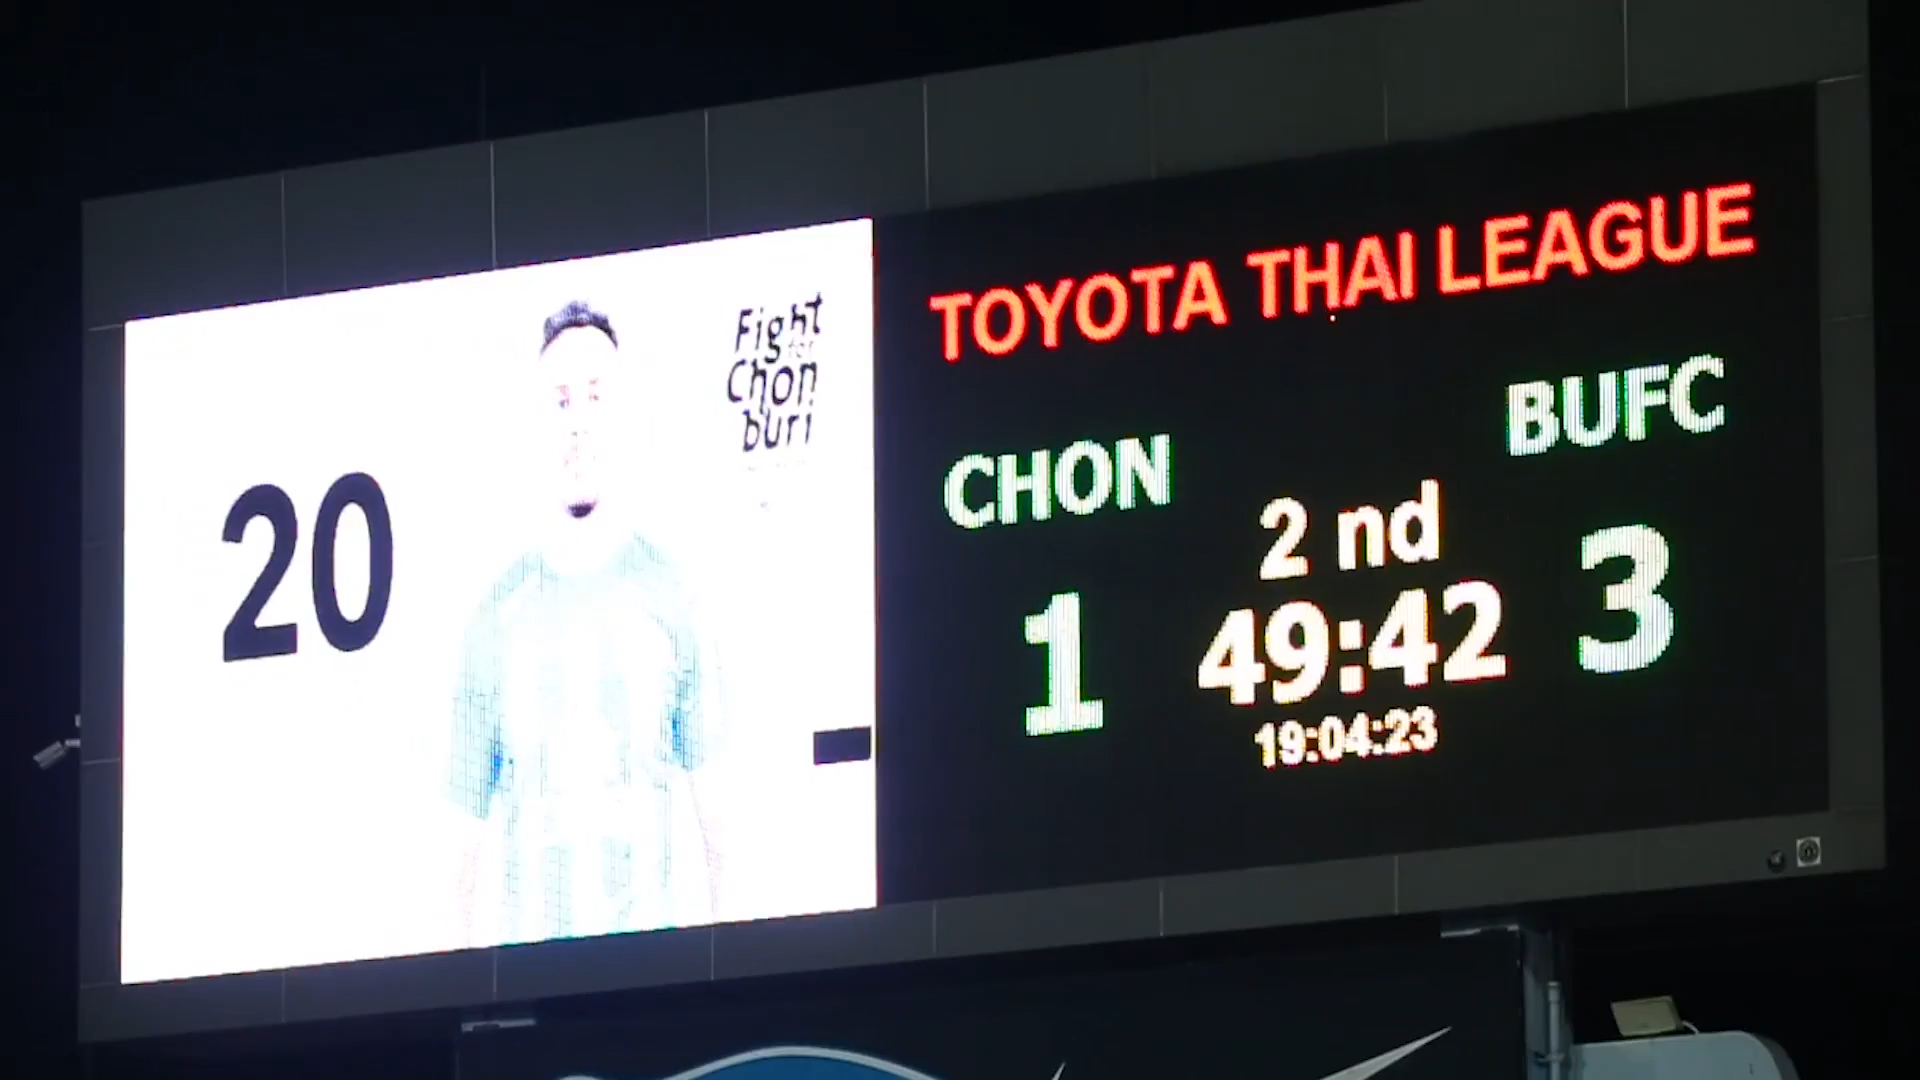 20
Fight
for
Chon
buri
TOYOTA THAI LEAGUE
CHON
BUFC
2 nd
1
49:42
3
19:04:23